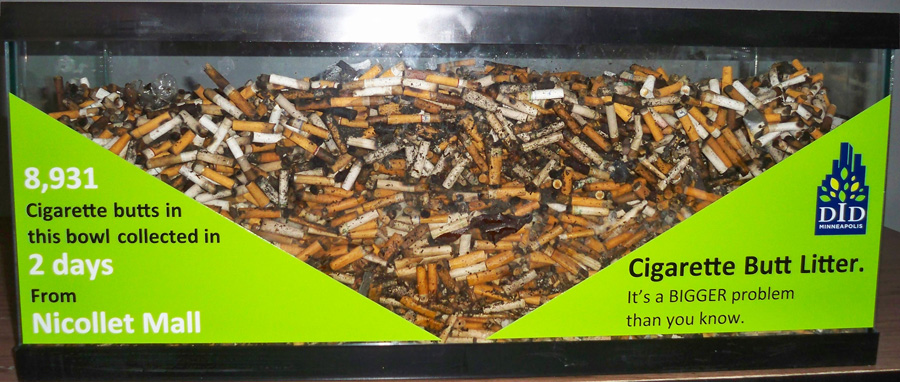 8,931
Cigarette butts in
this bowl collected in
2 days
From
Nicollet Mall
DID
MINNEAPOLIS
Cigarette Butt Litter.
It's a BIGGER problem
than you know.